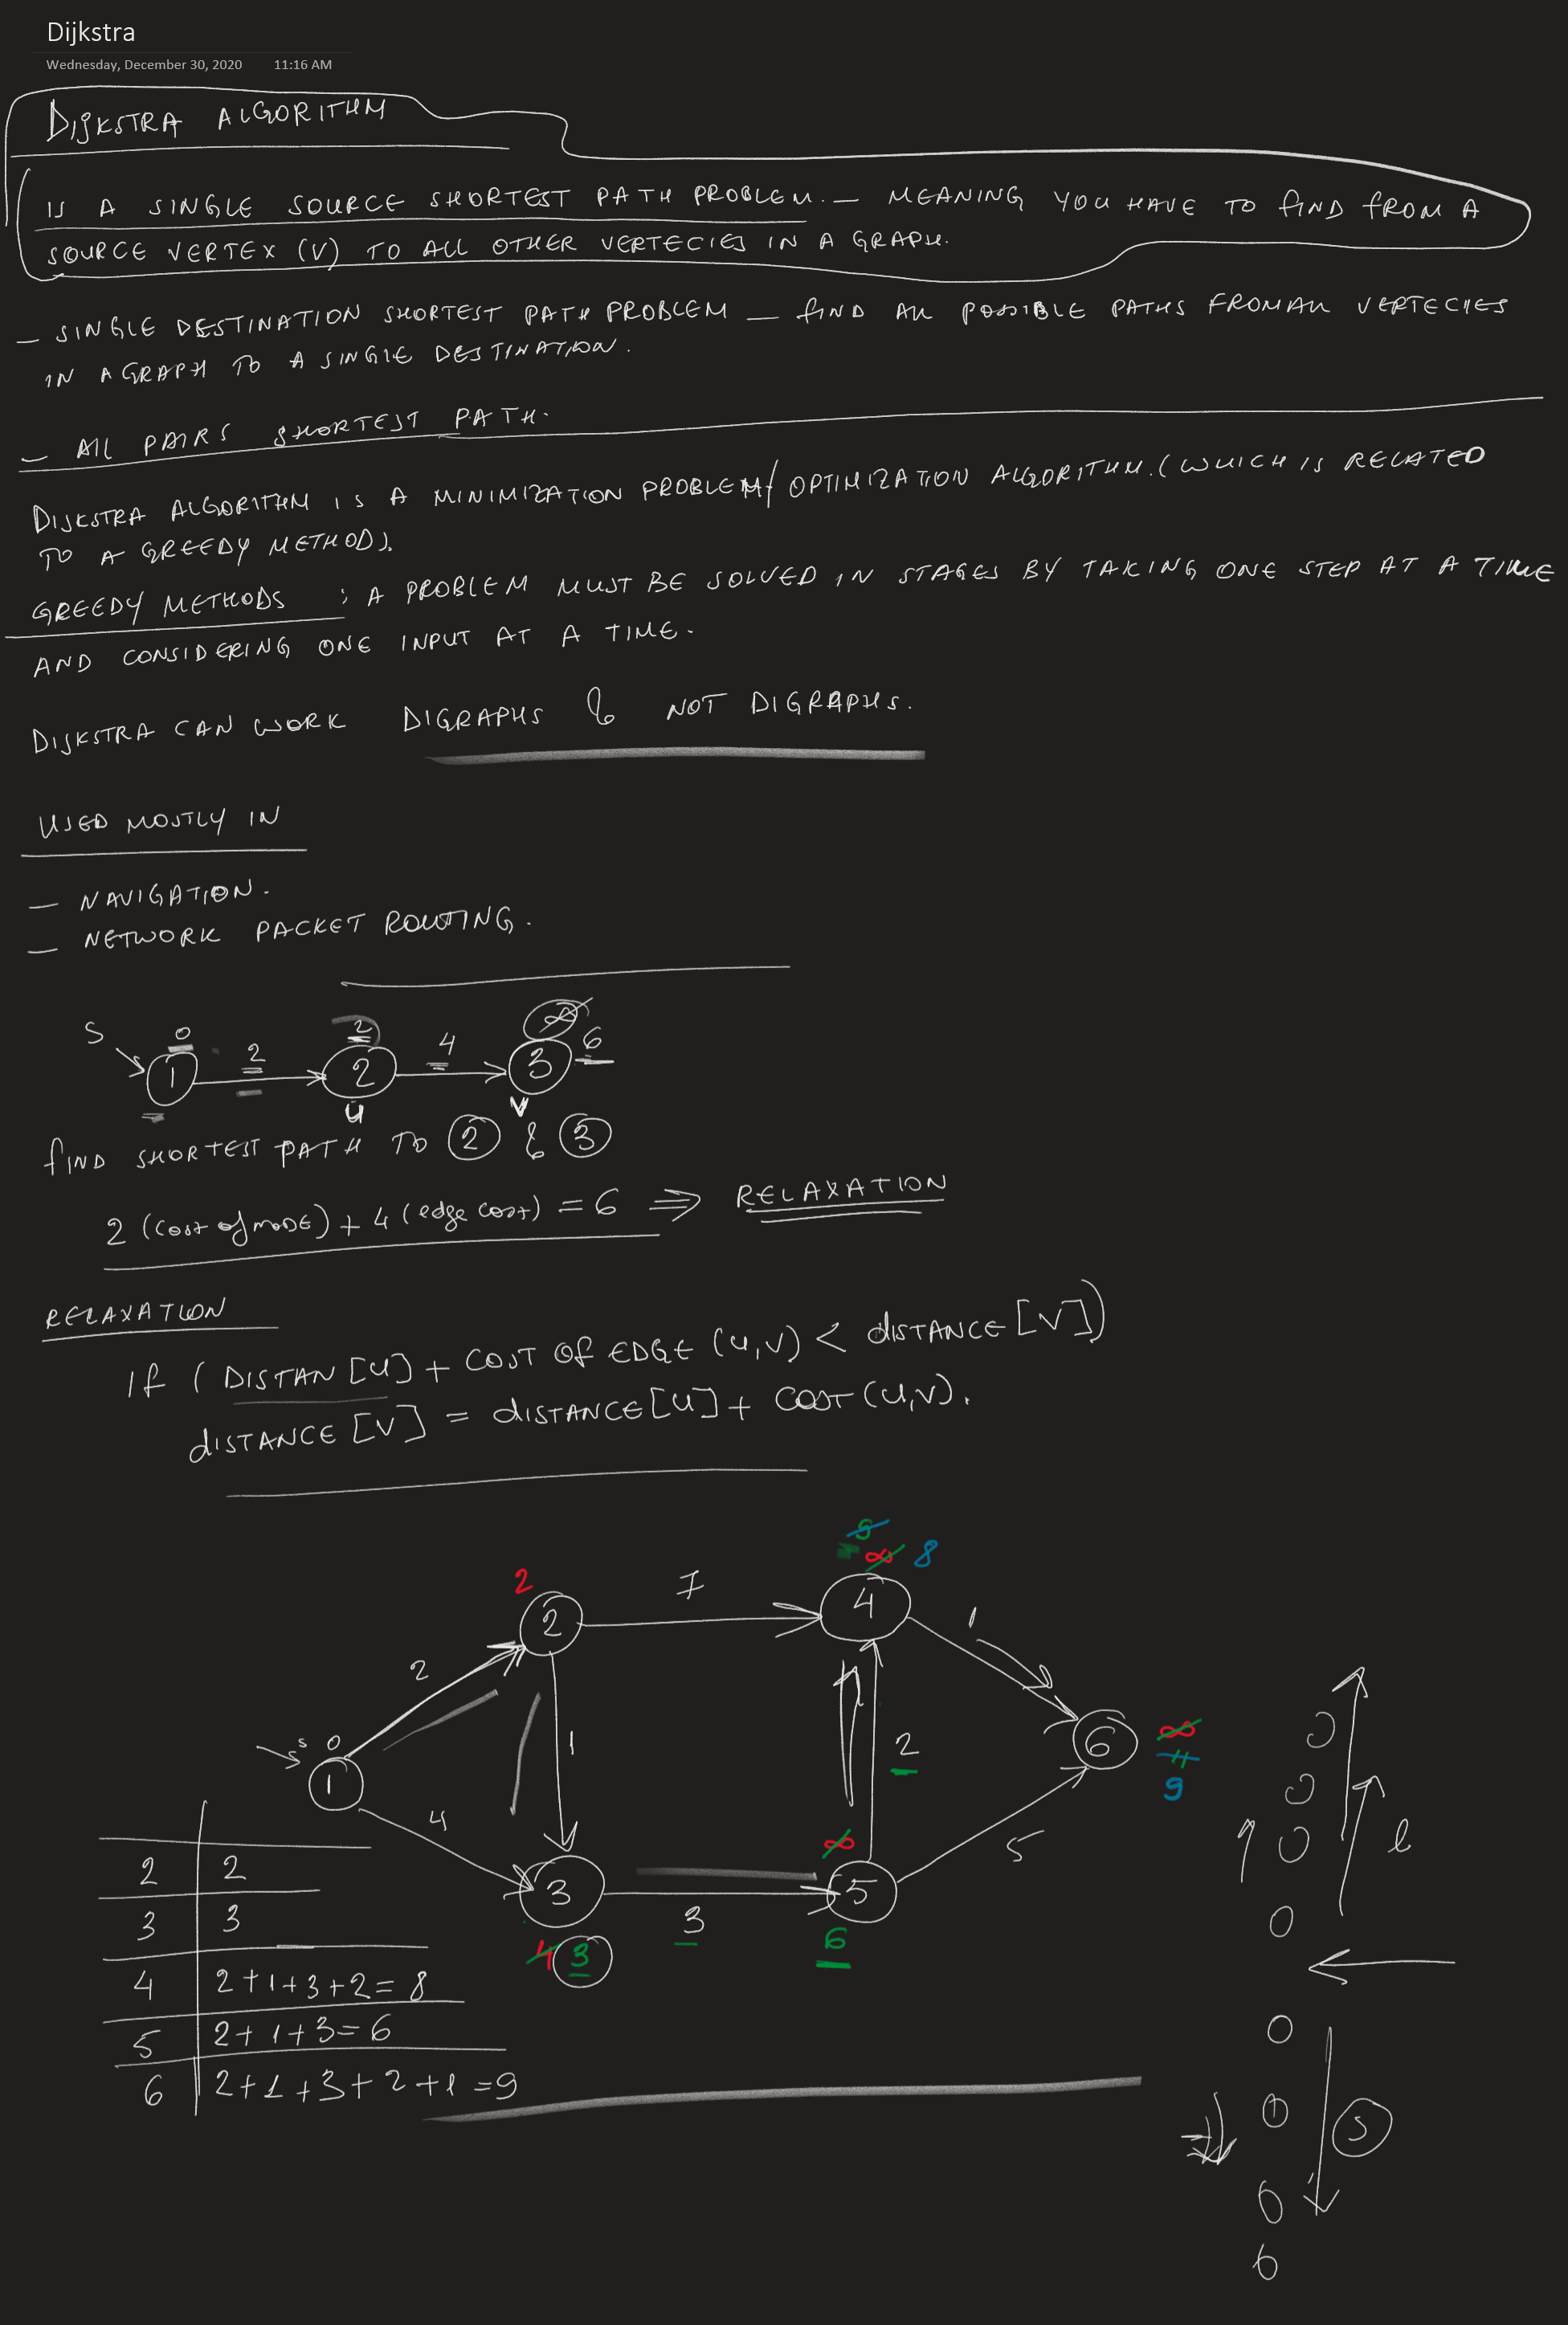 Dijkstra
Wednesday, December 30, 2020 11:16 AM
DIJKSTRA ALGORITHM
IS A SINGLE SOURCE SHORTEST PATH PROBLEM. — MEANING YOU HAVE TO FIND FROM A
SOURCE VERTEX (V) TO ALL OTHER VERTECIES IN A GRAPH.
— SINGLE DESTINATION SHORTEST PATH PROBLEM — FIND ALL POSSIBLE PATHS FROM ALL VERTECIES
IN A GRAPH TO A SINGLE DESTINATION.
— ALL PAIRS SHORTEST PATH.
DIJKSTRA ALGORITHM IS A MINIMIZATION PROBLEM/ OPTIMIZATION ALGORITHM. (WHICH IS RELATED
TO A GREEDY METHOD).
GREEDY METHODS : A PROBLEM MUST BE SOLVED IN STAGES BY TAKING ONE STEP AT A TIME
AND CONSIDERING ONE INPUT AT A TIME.
DIJKSTRA CAN WORK DIGRAPHS & NOT DIGRAPHS.
USED MOSTLY IN
— NAVIGATION.
— NETWORK PACKET ROUTING.
S 0 2 2 4 ∞ 6
1 2 3
U V
FIND SHORTEST PATH TO 2 & 3
2 (cost of node) + 4 (edge cost) = 6 ⇒ RELAXATION
RELAXATION
If ( DISTAN [U] + COST OF EDGE (U,V) < DISTANCE [V])
DISTANCE [V] = DISTANCE [U] + COST (U,V).
9
∞ 8
2 7
2 4
2 1
1 2
s 0
1
6 ∞
11
9
4
∞
5
3 5
4 3 3 6
2 2
3 3
4 2+1+3+2= 8
5 2+1+3= 6
6 2+1+3+2+1 =9
0
0
0 l
0
0
0 S
0
0